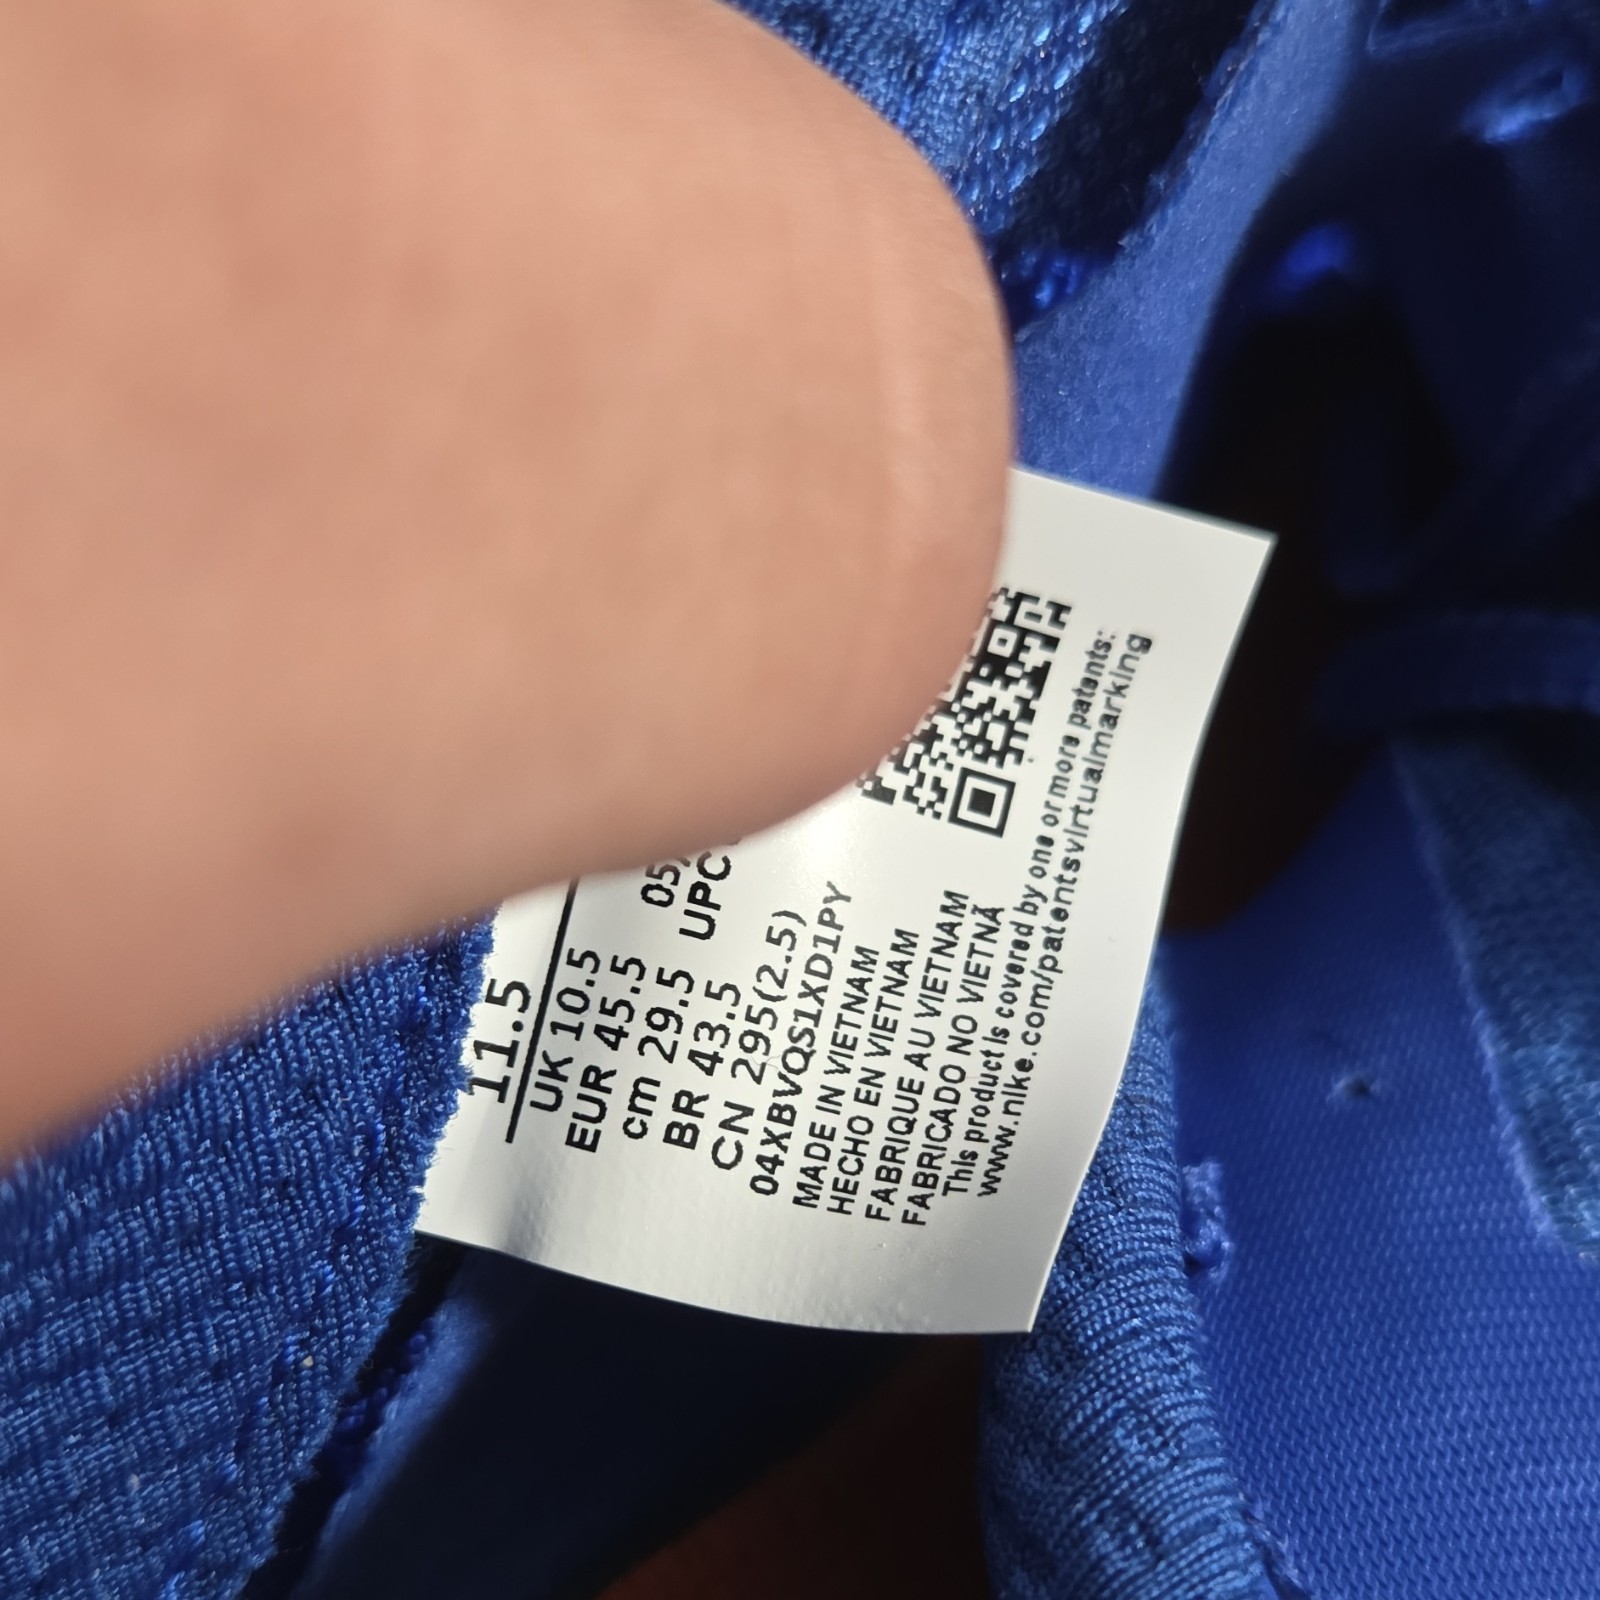 11.5
UK 10.5
EUR 45.5
cm 29.5
BR 43.5
CN 295(2.5)
05
UPC
04XBVQS1XD1PY
MADE IN VIETNAM
HECHO EN VIETNAM
FABRIQUE AU VIETNAM
FABRICADO NO VIETNÃ
This product is covered by one or more patents:
www.nike.com/patentsvirtualmarking